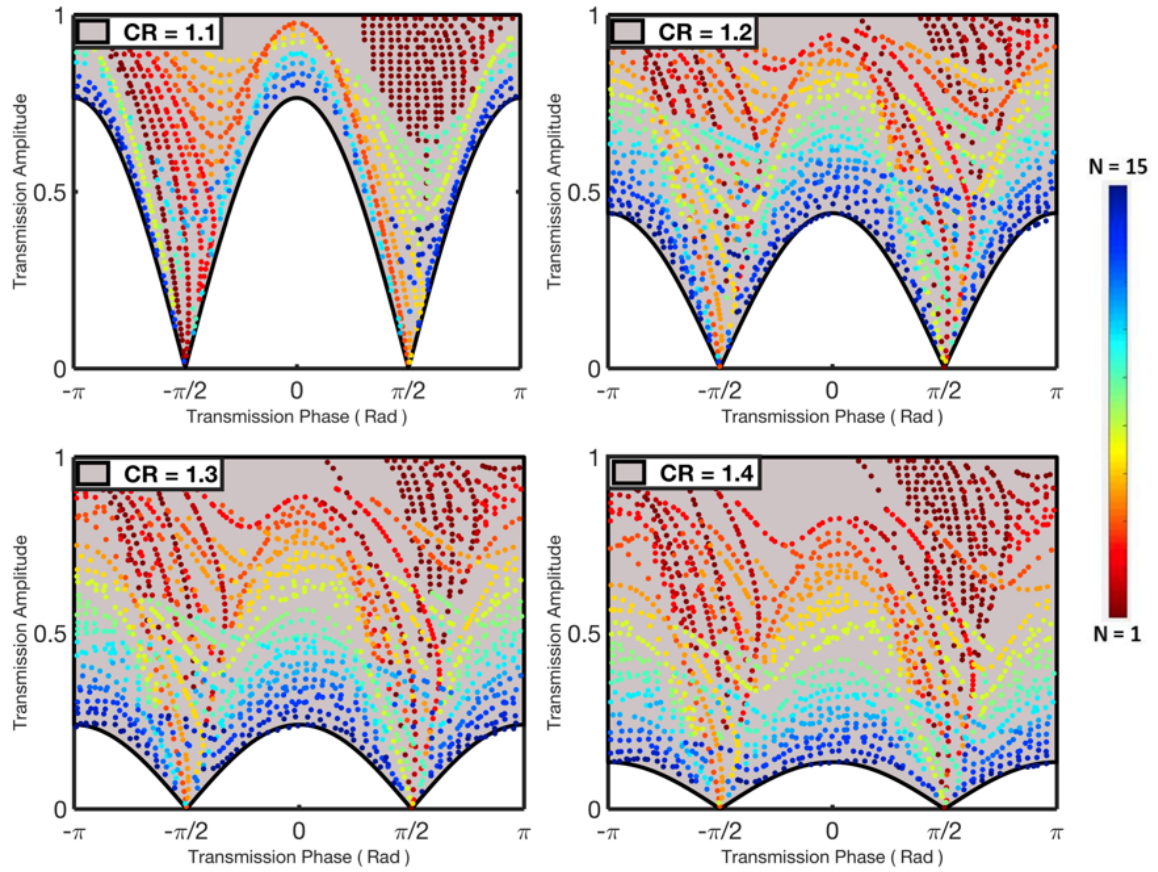 CR = 1.1
1
0.5
0
Transmission Amplitude
-π
-π/2
0
π/2
π
Transmission Phase ( Rad )
CR = 1.2
1
0.5
0
Transmission Amplitude
-π
-π/2
0
π/2
π
Transmission Phase ( Rad )
N = 15
N = 1
CR = 1.3
1
0.5
0
Transmission Amplitude
-π
-π/2
0
π/2
π
Transmission Phase ( Rad )
CR = 1.4
1
0.5
0
Transmission Amplitude
-π
-π/2
0
π/2
π
Transmission Phase ( Rad )